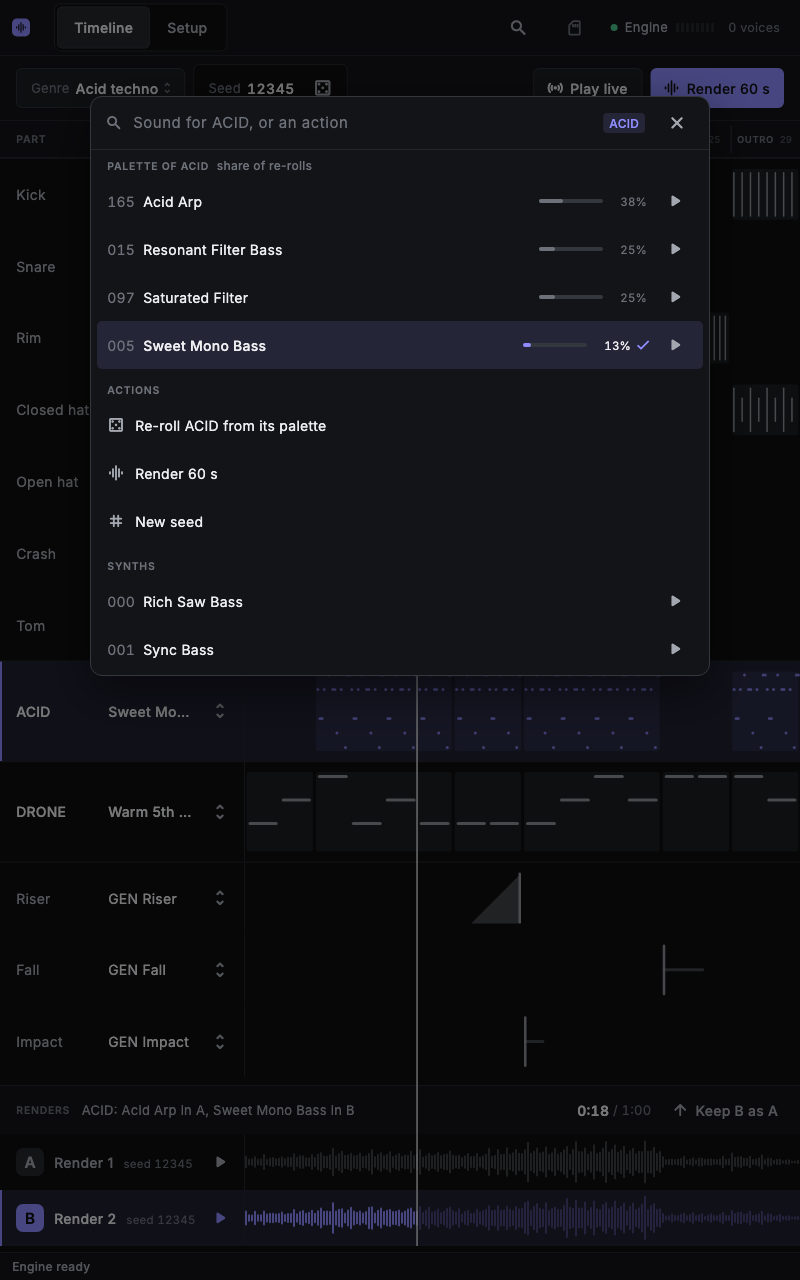 Timeline Setup Engine 0 voices
Genre Acid techno Seed 12345 Play live Render 60 s
Sound for ACID, or an action ACID
PART 25 OUTRO 29
PALETTE OF ACID share of re-rolls
Kick
165 Acid Arp 38%
015 Resonant Filter Bass 25%
Snare
097 Saturated Filter 25%
Rim
005 Sweet Mono Bass 13%
ACTIONS
Closed hat
Re-roll ACID from its palette
Render 60 s
Open hat
New seed
Crash
SYNTHS
000 Rich Saw Bass
Tom
001 Sync Bass
ACID Sweet Mo...
DRONE Warm 5th ...
Riser GEN Riser
Fall GEN Fall
Impact GEN Impact
RENDERS ACID: Acid Arp in A, Sweet Mono Bass in B 0:18 / 1:00 Keep B as A
A Render 1 seed 12345
B Render 2 seed 12345
Engine ready